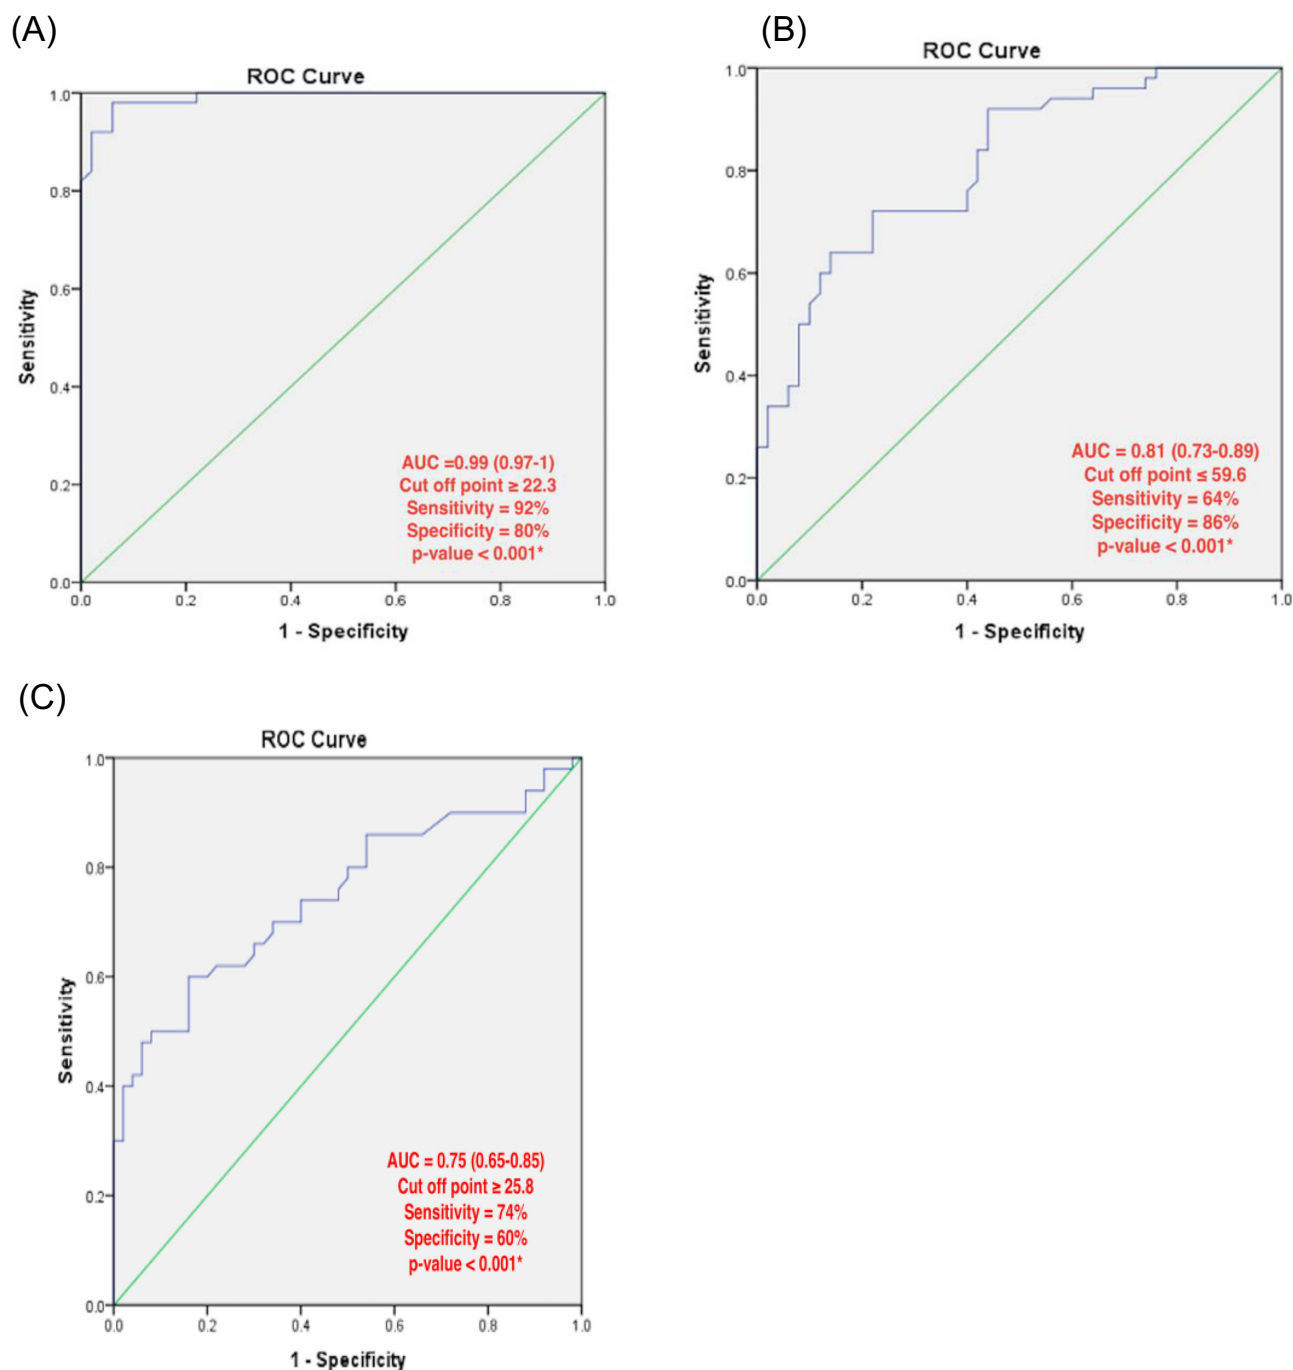 (A)
ROC Curve
1.0
0.8
0.6
0.4
0.2
0.0
Sensitivity
AUC =0.99 (0.97-1)
Cut off point ≥ 22.3
Sensitivity = 92%
Specificity = 80%
p-value < 0.001*
0.0 0.2 0.4 0.6 0.8 1.0
1 - Specificity
(B)
ROC Curve
1.0
0.8
0.6
0.4
0.2
0.0
Sensitivity
AUC = 0.81 (0.73-0.89)
Cut off point ≤ 59.6
Sensitivity = 64%
Specificity = 86%
p-value < 0.001*
0.0 0.2 0.4 0.6 0.8 1.0
1 - Specificity
(C)
ROC Curve
1.0
0.8
0.6
0.4
0.2
0.0
Sensitivity
AUC = 0.75 (0.65-0.85)
Cut off point ≥ 25.8
Sensitivity = 74%
Specificity = 60%
p-value < 0.001*
0.0 0.2 0.4 0.6 0.8 1.0
1 - Specificity